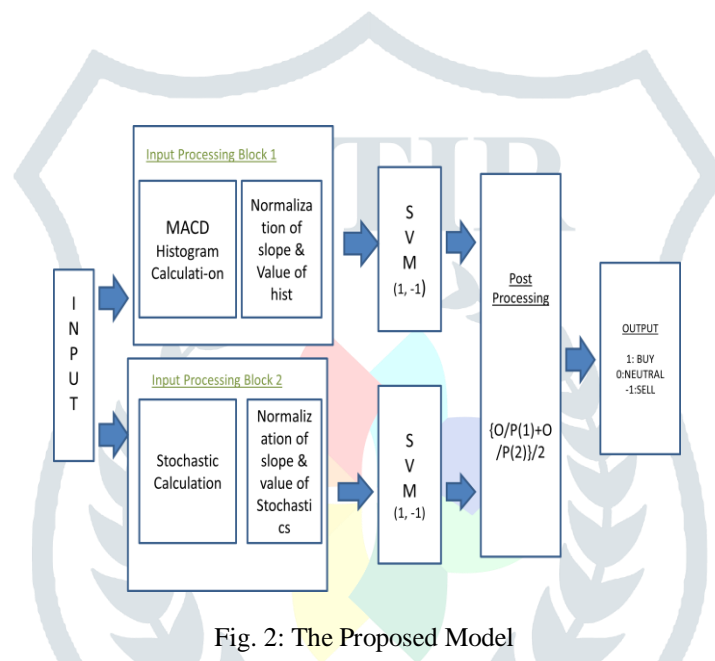 Input Processing Block 1
MACD
Histogram
Calculati-on
Normaliza
tion of
slope &
Value of
hist
S
V
M
(1, -1)
I
N
P
U
T
Post
Processing
{O/P(1)+O
/P(2)}/2
OUTPUT
1: BUY
0:NEUTRAL
-1:SELL
Input Processing Block 2
Stochastic
Calculation
Normaliz
ation of
slope &
value of
Stochasti
cs
S
V
M
(1, -1)
Fig. 2: The Proposed Model